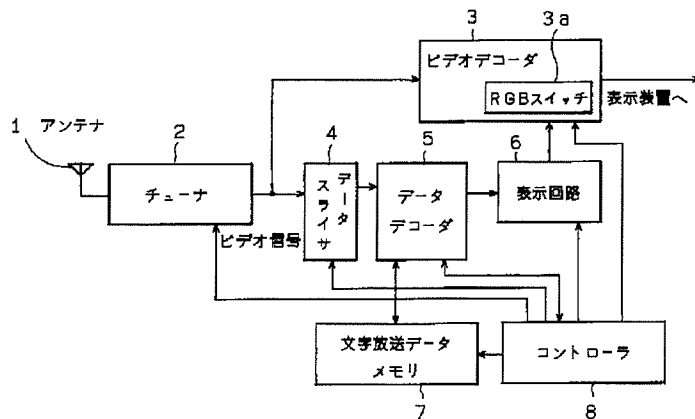 3
3a
ビデオデコーダ
RGBスイッチ
表示装置へ
1
アンテナ
2
チューナ
ビデオ信号
4
データ
スライサ
5
データ
デコーダ
6
表示回路
文字放送データ
メモリ
7
コントローラ
8